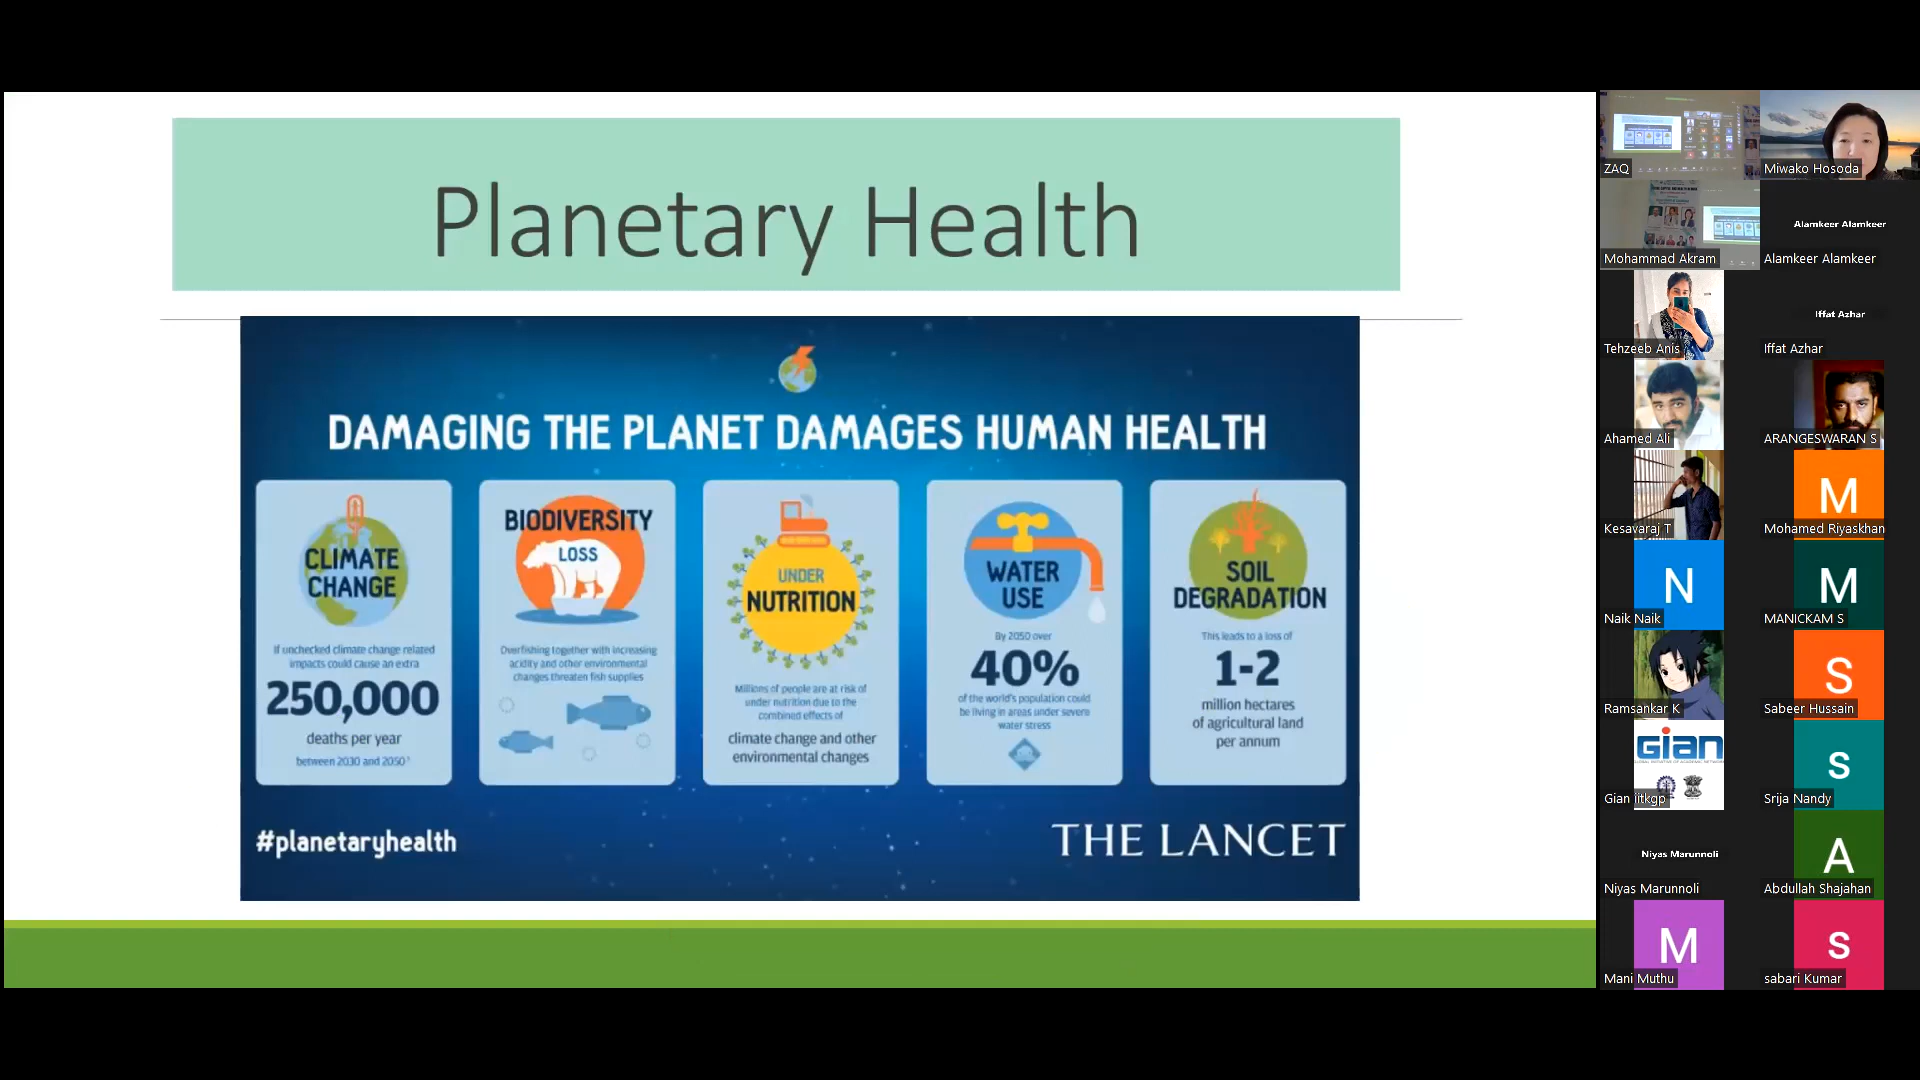 Planetary Health
DAMAGING THE PLANET DAMAGES HUMAN HEALTH
CLIMATE
CHANGE
If unchecked climate change related
impacts could cause an extra
250,000
deaths per year
between 2030 and 2050
BIODIVERSITY
LOSS
Overfishing together with increasing
acidity and other environmental
changes threaten fish supplies
UNDER
NUTRITION
Millions of people are at risk of
under nutrition due to the
combined effects of
climate change and other
environmental changes
WATER
USE
By 2050 over
40%
of the world's population could
be living in areas under severe
water stress
SOIL
DEGRADATION
This leads to a loss of
1-2
million hectares
of agricultural land
per annum
#planetaryhealth
THE LANCET
ZAQ
Miwako Hosoda
Mohammad Akram
Alamkeer Alamkeer
Alamkeer Alamkeer
Tehzeeb Anis
Iffat Azhar
Iffat Azhar
Ahamed Ali
ARANGESWARAN S
Kesavaraj T
M
Mohamed Riyaskhan
N
Naik Naik
M
MANICKAM S
Ramsankar K
S
Sabeer Hussain
GIAN
Gian iitkgp
s
Srija Nandy
Niyas Marunnoli
Niyas Marunnoli
A
Abdullah Shajahan
M
Mani Muthu
s
sabari Kumar